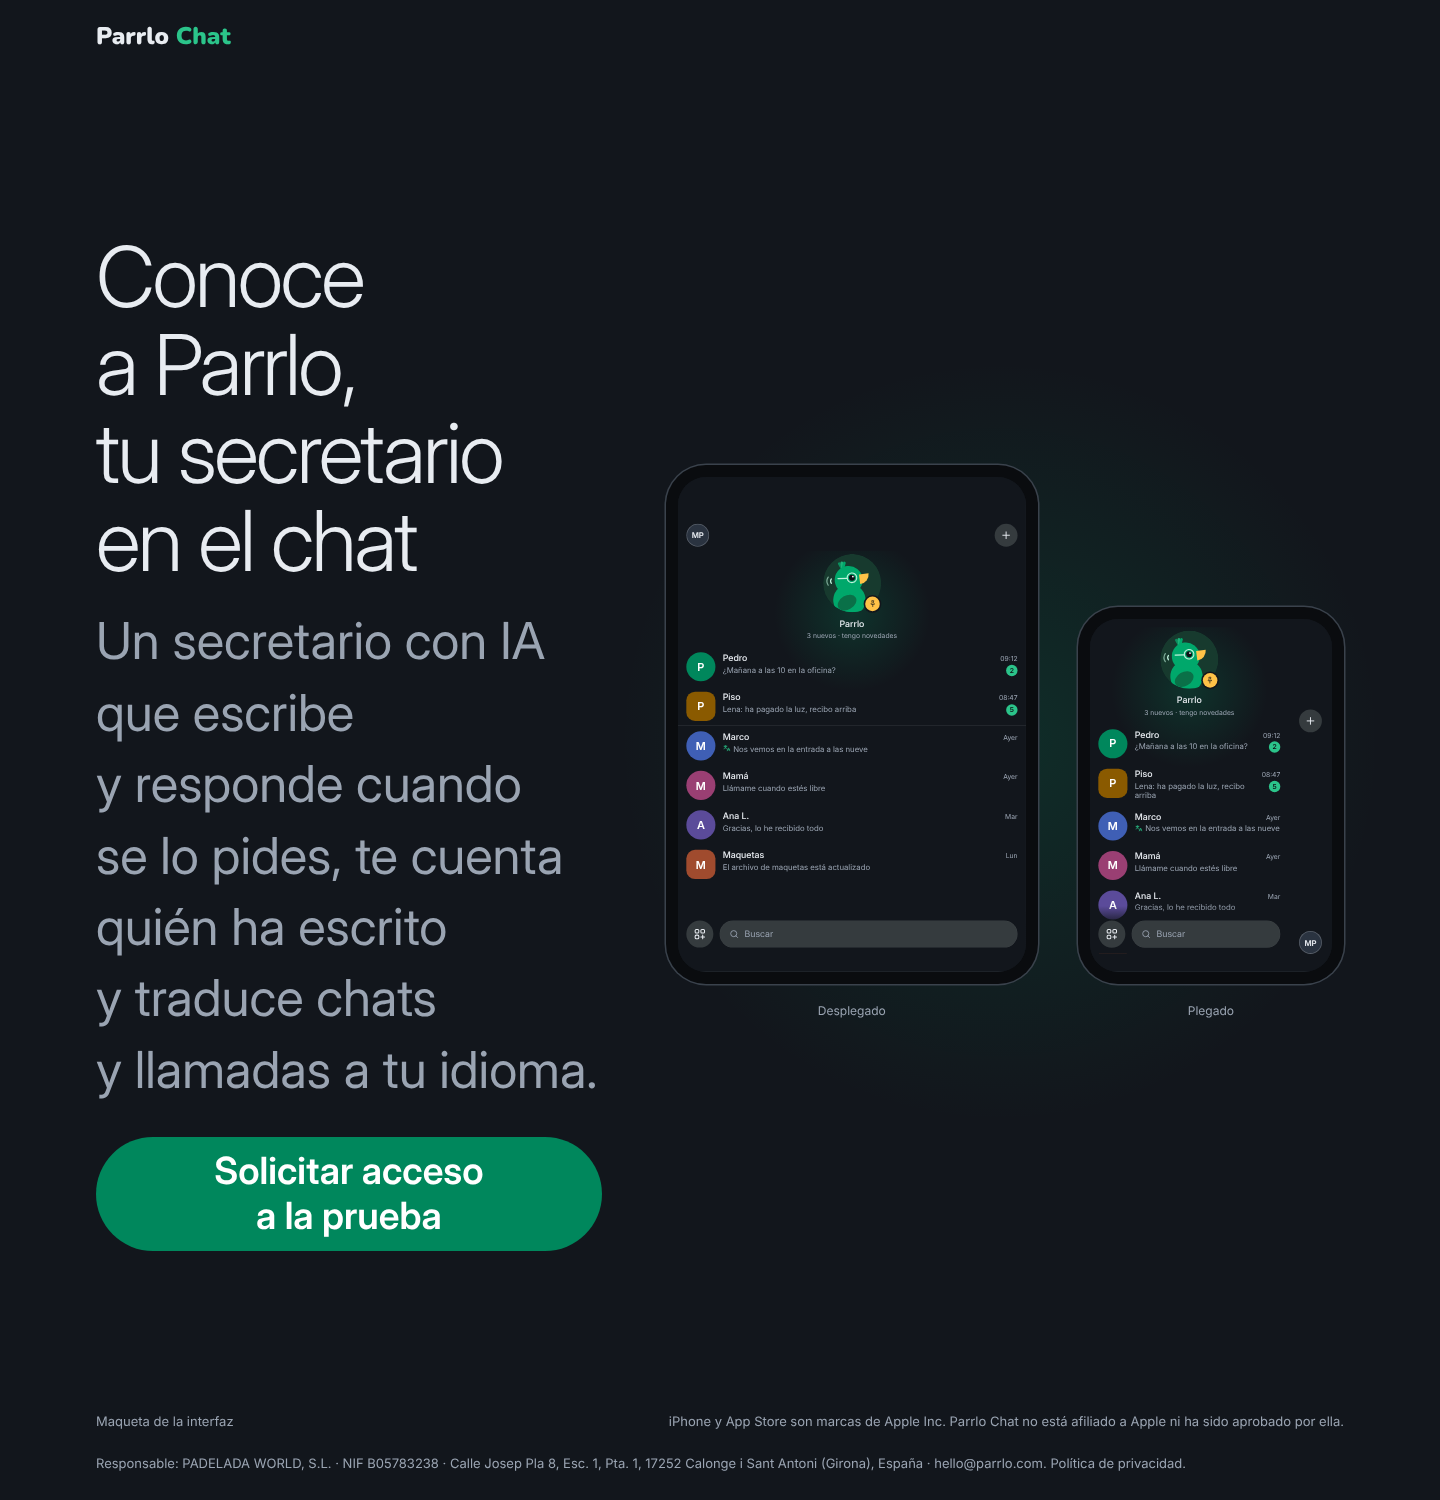 Parrlo Chat
Conoce
a Parrlo,
tu secretario
en el chat
Un secretario con IA
que escribe
y responde cuando
se lo pides, te cuenta
quién ha escrito
y traduce chats
y llamadas a tu idioma.
Solicitar acceso
a la prueba
MP
Parrlo
3 nuevos · tengo novedades
P
Pedro
09:12
¿Mañana a las 10 en la oficina?
2
P
Piso
08:47
Lena: ha pagado la luz, recibo arriba
5
M
Marco
Ayer
Nos vemos en la entrada a las nueve
M
Mamá
Ayer
Llámame cuando estés libre
A
Ana L.
Mar
Gracias, lo he recibido todo
M
Maquetas
Lun
El archivo de maquetas está actualizado
Buscar
Desplegado
Parrlo
3 nuevos · tengo novedades
P
Pedro
09:12
¿Mañana a las 10 en la oficina?
2
P
Piso
08:47
Lena: ha pagado la luz, recibo
arriba
5
M
Marco
Ayer
Nos vemos en la entrada a las nueve
M
Mamá
Ayer
Llámame cuando estés libre
A
Ana L.
Mar
Gracias, lo he recibido todo
Buscar
MP
Plegado
Maqueta de la interfaz
iPhone y App Store son marcas de Apple Inc. Parrlo Chat no está afiliado a Apple ni ha sido aprobado por ella.
Responsable: PADELADA WORLD, S.L. · NIF B05783238 · Calle Josep Pla 8, Esc. 1, Pta. 1, 17252 Calonge i Sant Antoni (Girona), España · hello@parrlo.com. Política de privacidad.